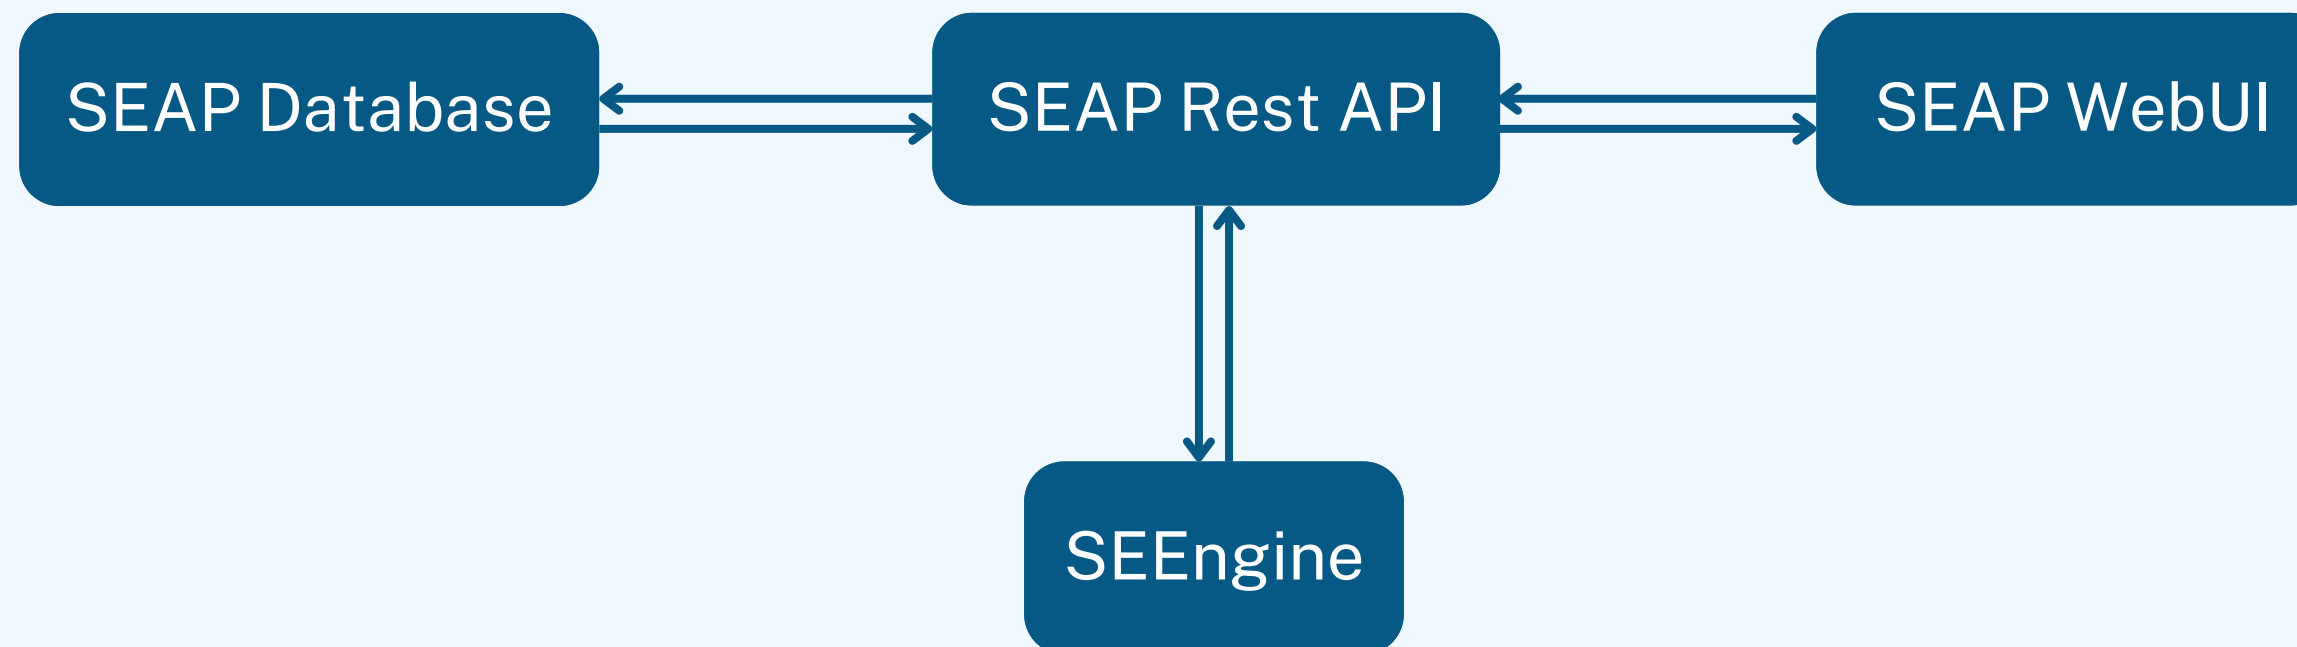 SEAP Database
SEAP Rest API
SEAP WebUI
SEEngine